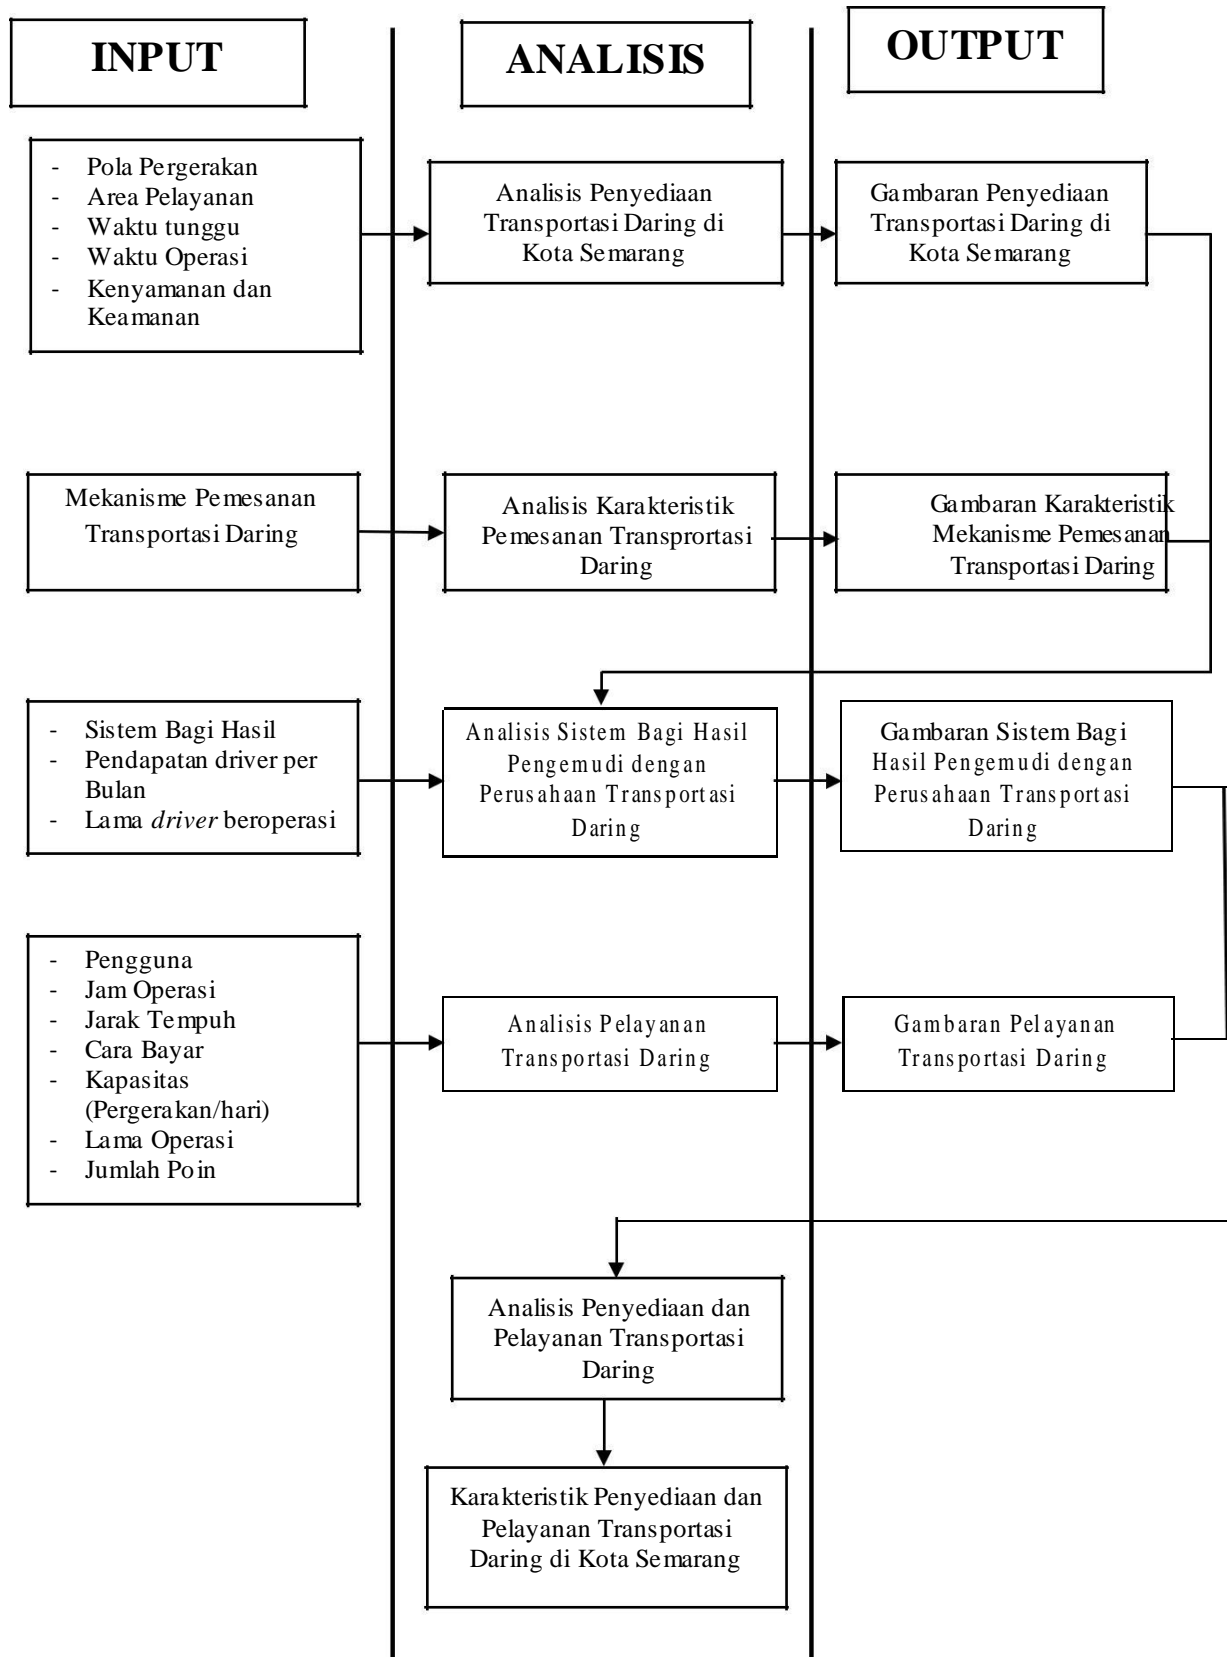 INPUT
ANALISIS
OUTPUT
- Pola Pergerakan
- Area Pelayanan
- Waktu tunggu
- Waktu Operasi
- Kenyamanan dan
Keamanan
Analisis Penyediaan
Transportasi Daring di
Kota Semarang
Gambaran Penyediaan
Transportasi Daring di
Kota Semarang
Mekanisme Pemesanan
Transportasi Daring
Analisis Karakteristik
Pemesanan Transprortasi
Daring
Gambaran Karakteristik
Mekanisme Pemesanan
Transportasi Daring
- Sistem Bagi Hasil
- Pendapatan driver per
Bulan
- Lama driver beroperasi
Analisis Sistem Bagi Hasil
Pengemudi dengan
Perusahaan Transportasi
Daring
Gambaran Sistem Bagi
Hasil Pengemudi dengan
Perusahaan Transportasi
Daring
- Pengguna
- Jam Operasi
- Jarak Tempuh
- Cara Bayar
- Kapasitas
(Pergerakan/hari)
- Lama Operasi
- Jumlah Poin
Analisis Pelayanan
Transportasi Daring
Gambaran Pelayanan
Transportasi Daring
Analisis Penyediaan dan
Pelayanan Transportasi
Daring
Karakteristik Penyediaan dan
Pelayanan Transportasi
Daring di Kota Semarang